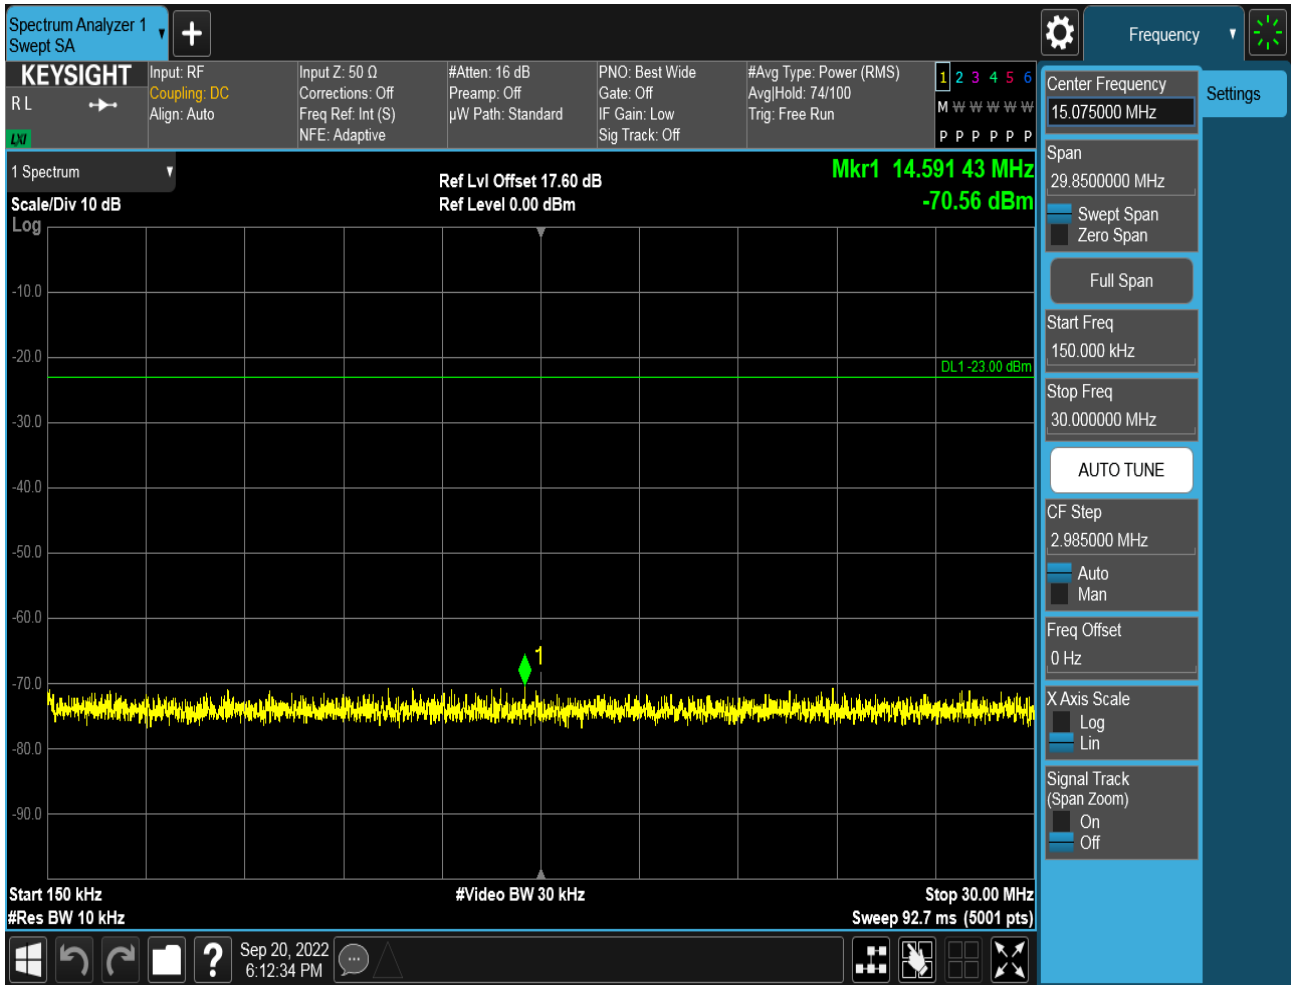 Spectrum Analyzer 1
Swept SA
Frequency
KEYSIGHT
R L
LXI
Input: RF
Coupling: DC
Align: Auto
Input Z: 50 Ω
Corrections: Off
Freq Ref: Int (S)
NFE: Adaptive
#Atten: 16 dB
Preamp: Off
µW Path: Standard
PNO: Best Wide
Gate: Off
IF Gain: Low
Sig Track: Off
#Avg Type: Power (RMS)
Avg|Hold: 74/100
Trig: Free Run
1 2 3 4 5 6
M W W W W W
P P P P P P
1 Spectrum
Scale/Div 10 dB
Log
Ref Lvl Offset 17.60 dB
Ref Level 0.00 dBm
Mkr1 14.591 43 MHz
-70.56 dBm
-10.0
-20.0
DL1 -23.00 dBm
-30.0
-40.0
-50.0
-60.0
1
-70.0
-80.0
-90.0
Start 150 kHz
#Res BW 10 kHz
#Video BW 30 kHz
Stop 30.00 MHz
Sweep 92.7 ms (5001 pts)
Center Frequency
15.075000 MHz
Settings
Span
29.8500000 MHz
Swept Span
Zero Span
Full Span
Start Freq
150.000 kHz
Stop Freq
30.000000 MHz
AUTO TUNE
CF Step
2.985000 MHz
Auto
Man
Freq Offset
0 Hz
X Axis Scale
Log
Lin
Signal Track
(Span Zoom)
On
Off
?
Sep 20, 2022
6:12:34 PM